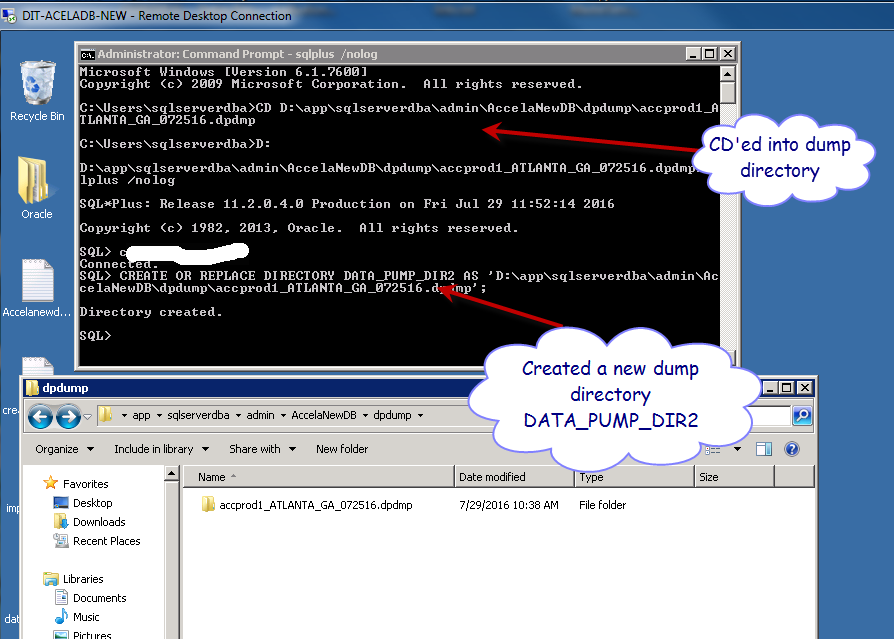 DIT-ACELADB-NEW - Remote Desktop Connection
Administrator: Command Prompt - sqlplus /nolog
Microsoft Windows [Version 6.1.7600]
Copyright (c) 2009 Microsoft Corporation.  All rights reserved.
C:\Users\sqlserverdba>CD D:\app\sqlserverdba\admin\AccelaNewDB\dpdump\accprod1_A
TLANTA_GA_072516.dpdmp
C:\Users\sqlserverdba>D:
D:\app\sqlserverdba\admin\AccelaNewDB\dpdump\accprod1_ATLANTA_GA_072516.dpdmp
lplus /nolog
SQL*Plus: Release 11.2.0.4.0 Production on Fri Jul 29 11:52:14 2016
Copyright (c) 1982, 2013, Oracle.  All rights reserved.
SQL> c
Connected.
SQL> CREATE OR REPLACE DIRECTORY DATA_PUMP_DIR2 AS 'D:\app\sqlserverdba\admin\Ac
celaNewDB\dpdump\accprod1_ATLANTA_GA_072516.dpdmp';
Directory created.
SQL>
CD'ed into dump
directory
Created a new dump
directory
DATA_PUMP_DIR2
Recycle Bin
Oracle
Accelanewd...
crea
imp
dat
dpdump
app
sqlserverdba
admin
AccelaNewDB
dpdump
Organize
Include in library
Share with
New folder
Favorites
Desktop
Downloads
Recent Places
Libraries
Documents
Music
Pictures
Name
Date modified
Type
Size
accprod1_ATLANTA_GA_072516.dpdmp
7/29/2016 10:38 AM
File folder